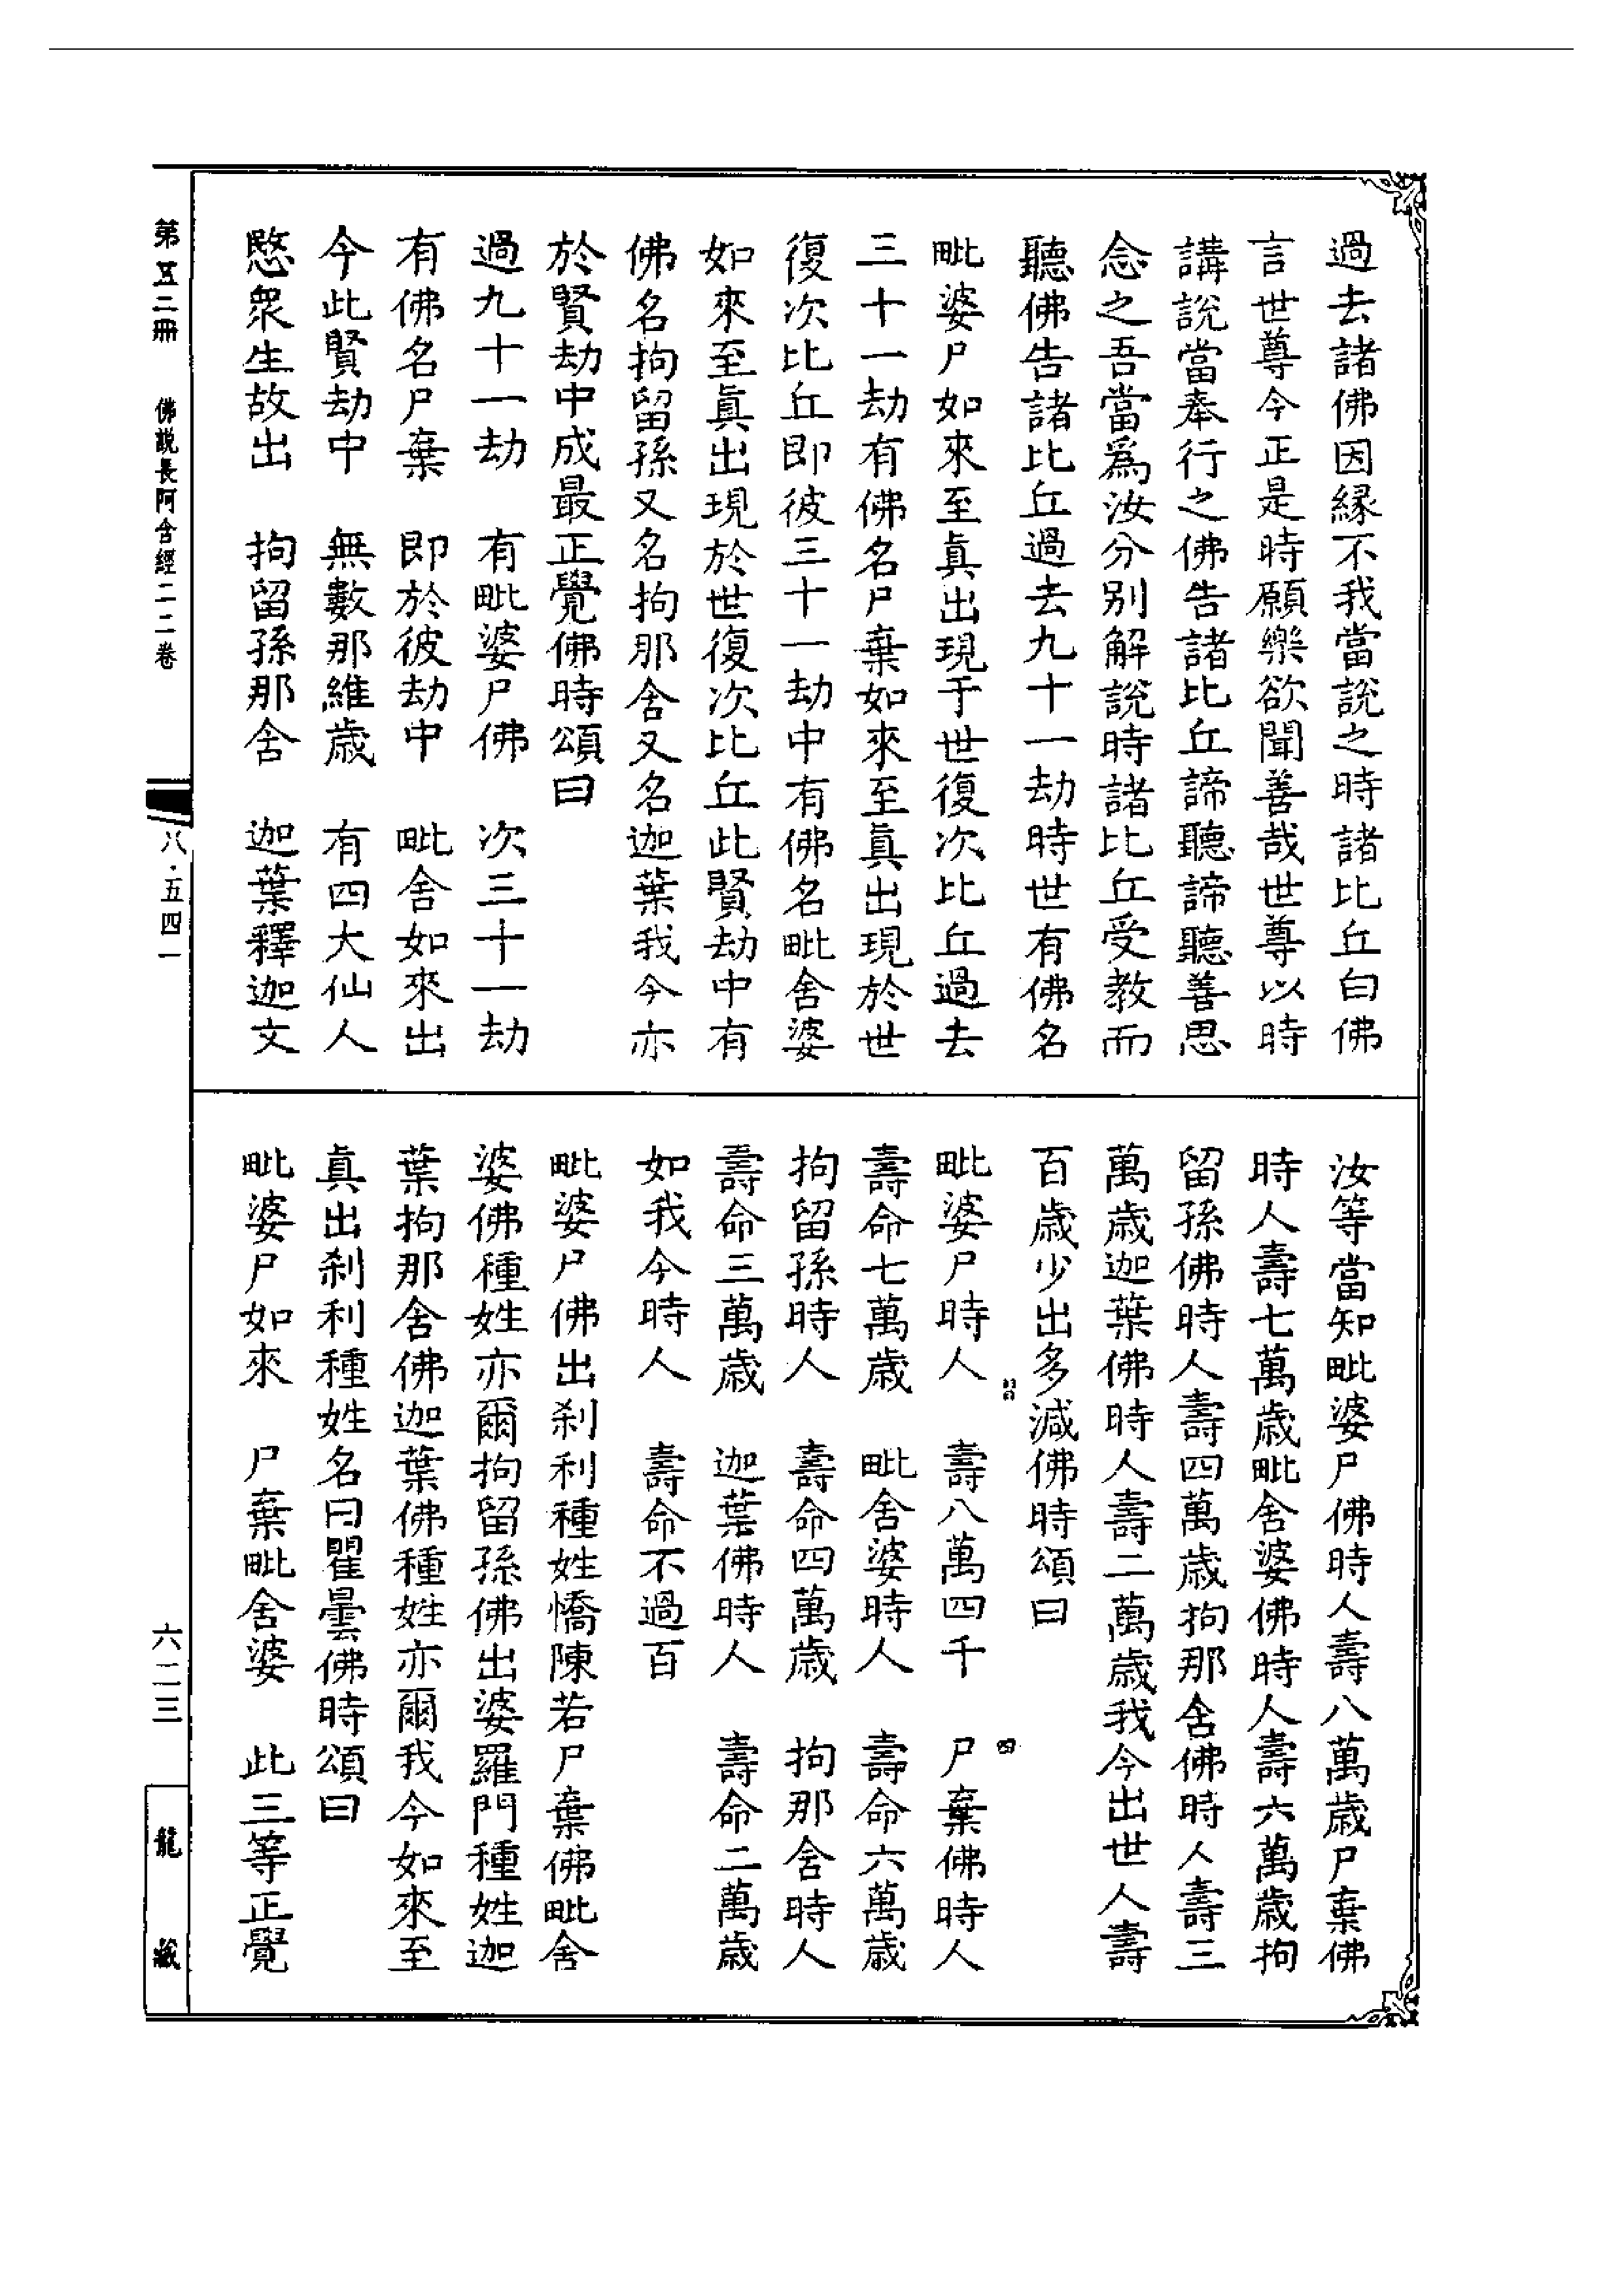 過去諸佛因緣不我當說之時諸比丘白佛
言世尊今正是時願樂欲聞善哉世尊以時
講說當奉行之佛告諸比丘諦聽諦聽善思
念之吾當爲汝分别解說時諸比丘受教而
聽佛告諸比丘過去九十一劫時世有佛名
毗婆尸如來至真出現于世復次比丘過去
三十一劫有佛名尸棄如來至真出現於世
復次比丘即彼三十一劫中有佛名毗舍婆
如來至真出現於世復次比丘此賢劫中有
佛名拘留孫又名拘那舍又名迦葉我今亦
於賢劫中成最正覺佛時頌曰
過九十一劫　有毗婆尸佛　次三十一劫
有佛名尸棄　即於彼劫中　毗舍如來出
今此賢劫中　無數那維歲　有四大仙人
愍衆生故出　拘留孫那舍　迦葉釋迦文
汝等當知毗婆尸佛時人壽八萬歲尸棄佛
時人壽七萬歲毗舍婆佛時人壽六萬歲拘
留孫佛時人壽四萬歲拘那舍佛時人壽三
萬歲迦葉佛時人壽二萬歲我今出世人壽
百歲少出多減佛時頌曰
毗婆尸時人　壽八萬四千　尸棄佛時人
壽命七萬歲　毗舍婆時人　壽命六萬歲
拘留孫時人　壽命四萬歲　拘那舍時人
壽命三萬歲　迦葉佛時人　壽命二萬歲
如我今時人　壽命不過百
毗婆尸佛出刹利種姓憍陳若尸棄佛毗舍
婆佛種姓亦爾拘留孫佛出婆羅門種姓迦
葉拘那舍佛迦葉佛種姓亦爾我今如來至
真出刹利種姓名曰瞿曇佛時頌曰
毗婆尸如來　尸棄毗舍婆　此三等正覺
四
第五二冊　佛說長阿含經二二卷
八·五四一
六二三
龍藏